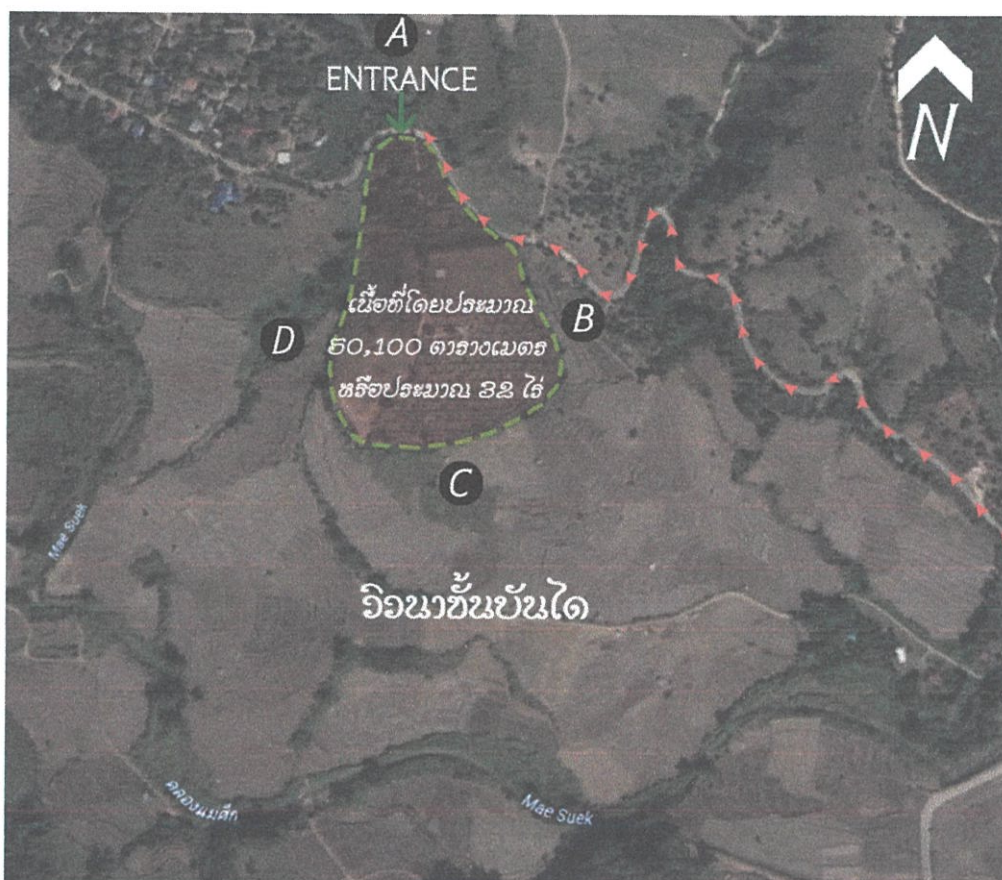 A
ENTRANCE
N
เนื้อที่โดยประมาณ
50,100 ตารางเมตร
หรือประมาณ 32 ไร่
B
D
C
Mae Suek
วิวนาขั้นบันได
คลองแม่ศึก
Mae Suek